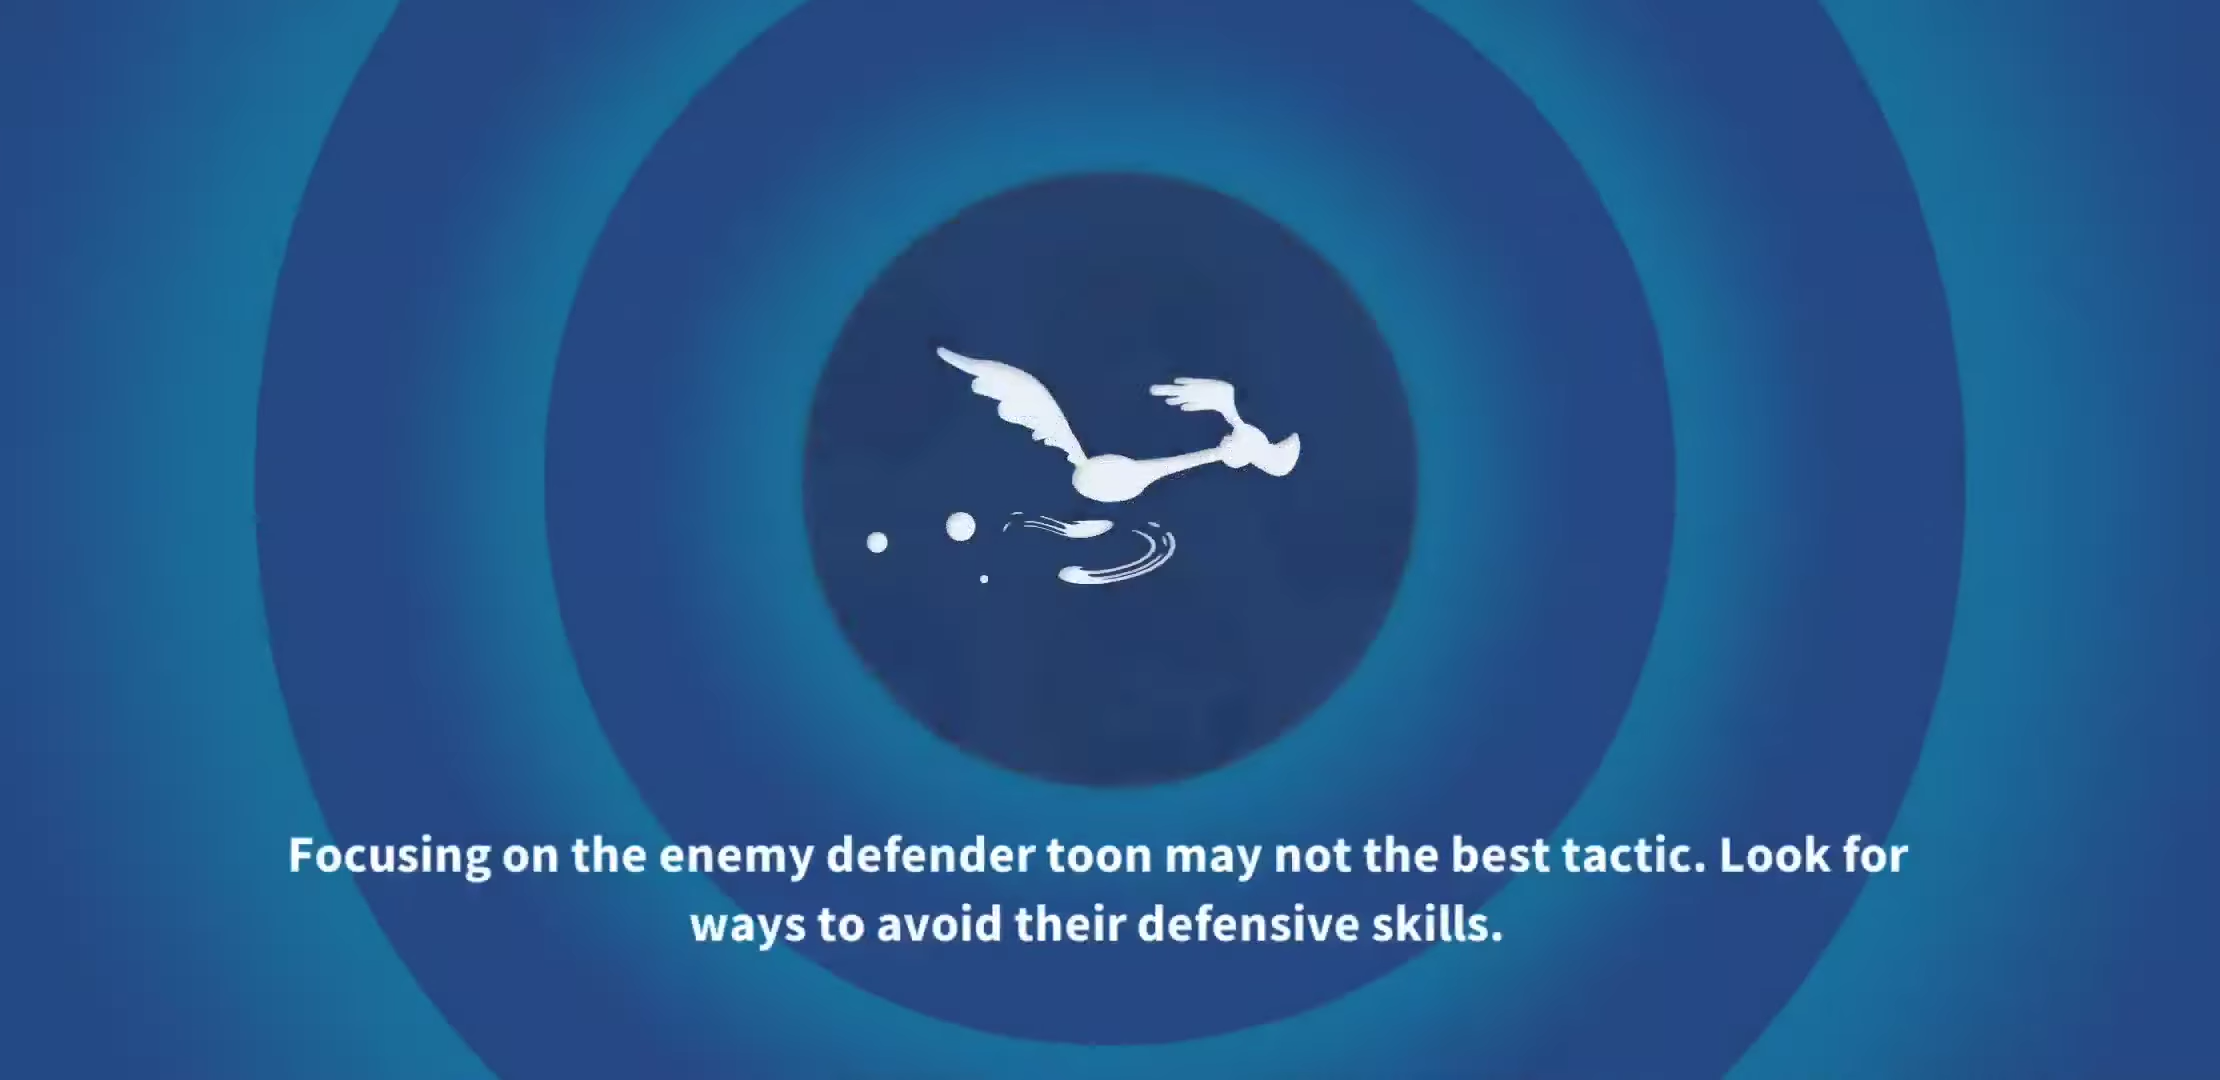 Focusing on the enemy defender toon may not the best tactic. Look for
ways to avoid their defensive skills.